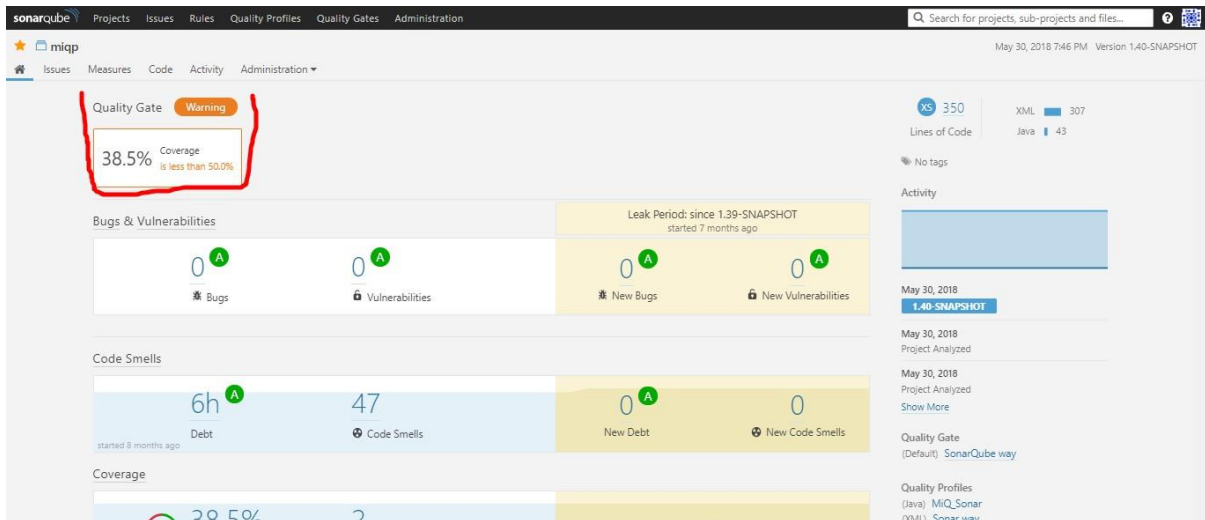 sonarqube Projects Issues Rules Quality Profiles Quality Gates Administration Search for projects, sub-projects and files...
miqp May 30, 2018 7:46 PM Version 1.40-SNAPSHOT
Issues Measures Code Activity Administration
Quality Gate Warning
38.5% Coverage
is less than 50.0%
XS 350
Lines of Code
XML 307
Java 43
No tags
Activity
Bugs & Vulnerabilities
Leak Period: since 1.39-SNAPSHOT
started 7 months ago
0 A 0 A 0 A 0 A
Bugs Vulnerabilities New Bugs New Vulnerabilities
May 30, 2018
1.40-SNAPSHOT
May 30, 2018
Project Analyzed
May 30, 2018
Project Analyzed
Show More
Code Smells
6h A 47 0 A 0
Debt Code Smells New Debt New Code Smells
started 8 months ago
Quality Gate
(Default) SonarQube way
Coverage
38.5% 2
Quality Profiles
(Java) MiQ_Sonar
(XML) Sonar way